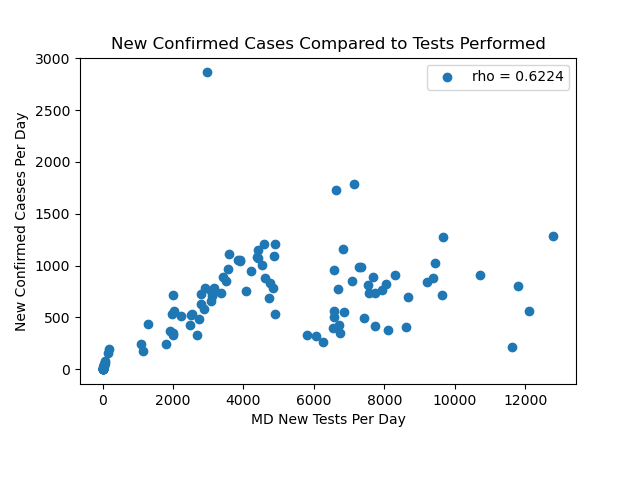 New Confirmed Cases Compared to Tests Performed
rho = 0.6224
New Confirmed Caeses Per Day
3000
2500
2000
1500
1000
500
0
0 2000 4000 6000 8000 10000 12000
MD New Tests Per Day